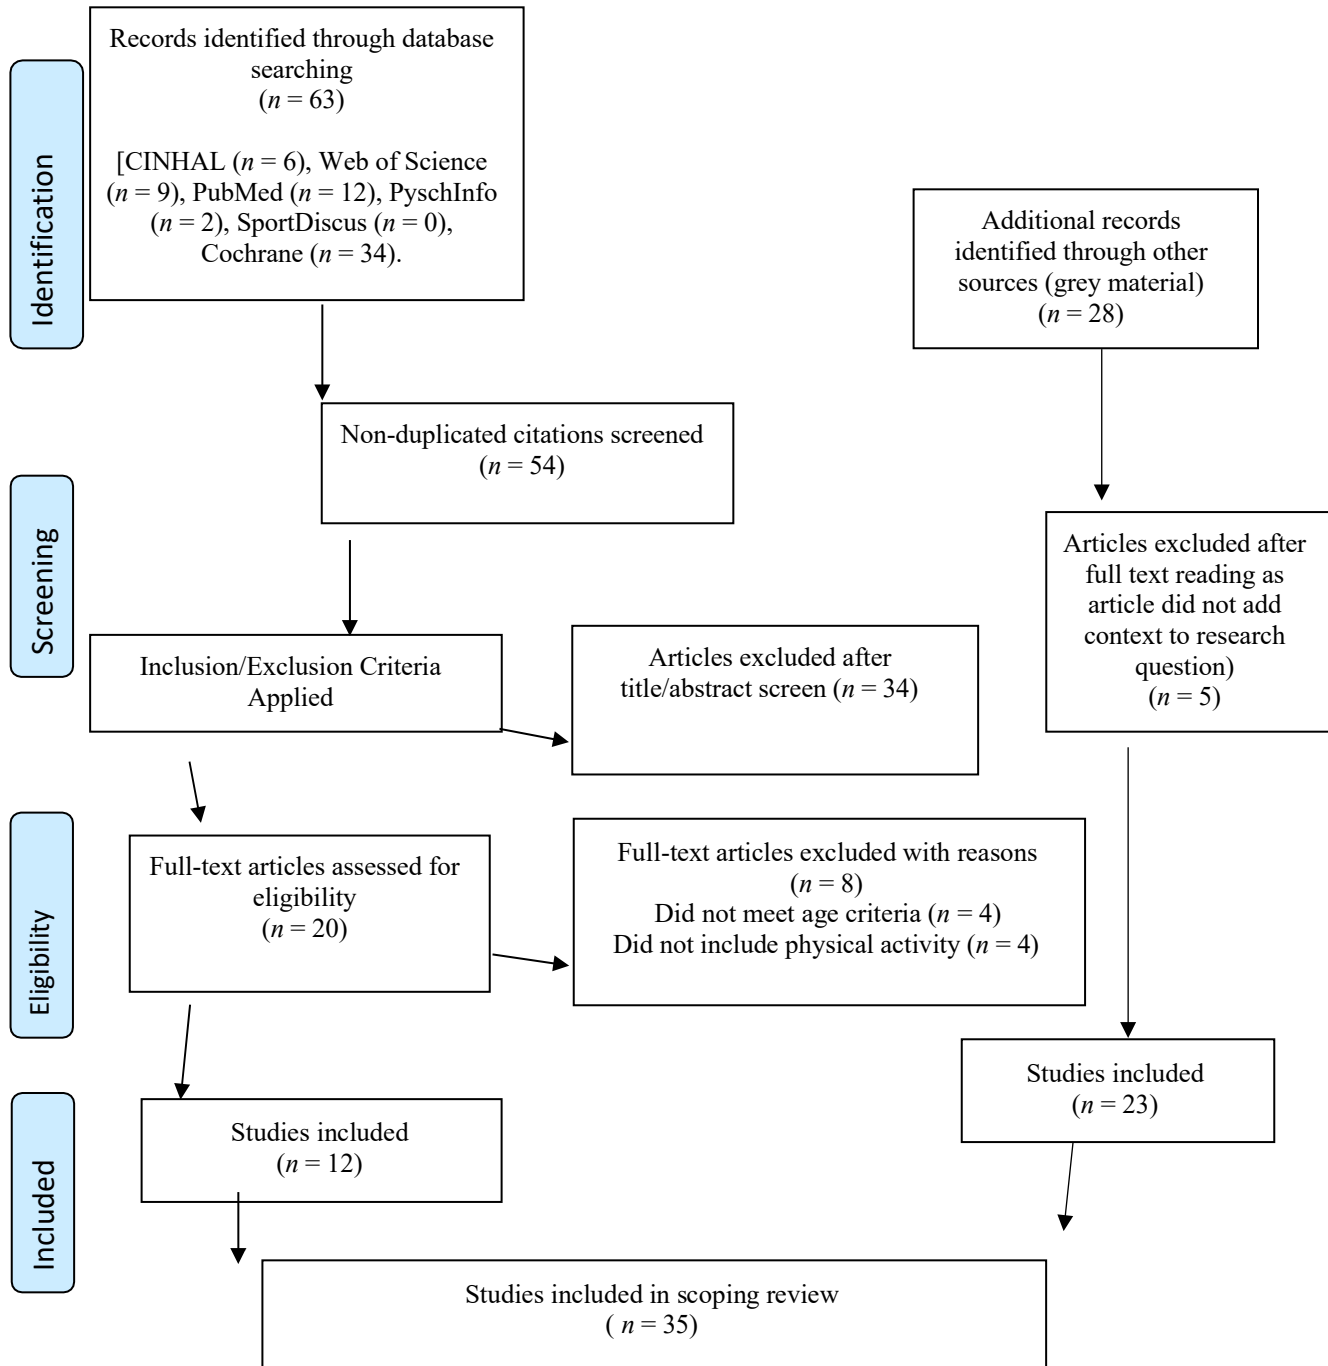 Identification
Records identified through database
searching
(n = 63)
[CINHAL (n = 6), Web of Science
(n = 9), PubMed (n = 12), PyschInfo
(n = 2), SportDiscus (n = 0),
Cochrane (n = 34).
Additional records
identified through other
sources (grey material)
(n = 28)
Screening
Non-duplicated citations screened
(n = 54)
Articles excluded after
full text reading as
article did not add
context to research
question)
(n = 5)
Inclusion/Exclusion Criteria
Applied
Articles excluded after
title/abstract screen (n = 34)
Eligibility
Full-text articles assessed for
eligibility
(n = 20)
Full-text articles excluded with reasons
(n = 8)
Did not meet age criteria (n = 4)
Did not include physical activity (n = 4)
Studies included
(n = 23)
Included
Studies included
(n = 12)
Studies included in scoping review
( n = 35)